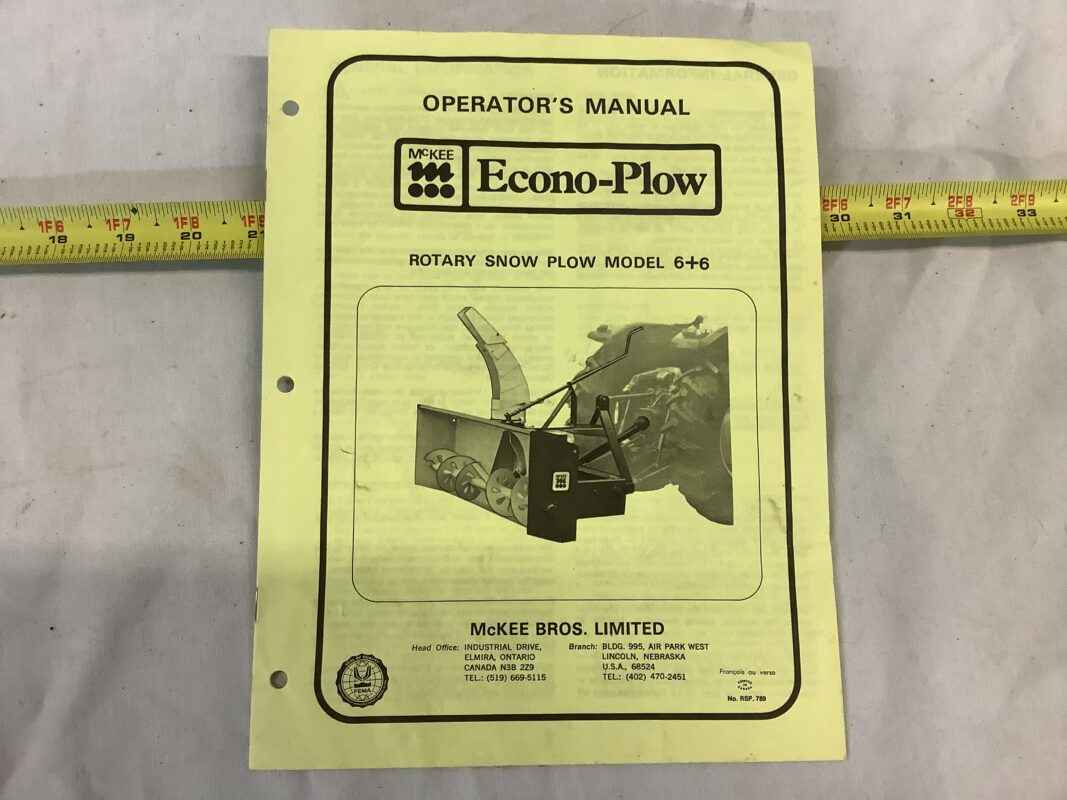 OPERATOR'S MANUAL
McKEE
Econo-Plow
ROTARY SNOW PLOW MODEL 6+6
McKEE BROS. LIMITED
Head Office: INDUSTRIAL DRIVE,
ELMIRA, ONTARIO
CANADA N3B 2Z9
TEL.: (519) 669-5115
Branch: BLDG. 995, AIR PARK WEST
LINCOLN, NEBRASKA
U.S.A., 68524
TEL.: (402) 470-2451
Français au verso
No. RSP. 789
FEMA
1F6 1F7 1F8 1F9
18 19 20 21
2F6 2F7 2F8 2F9
30 31 32 33